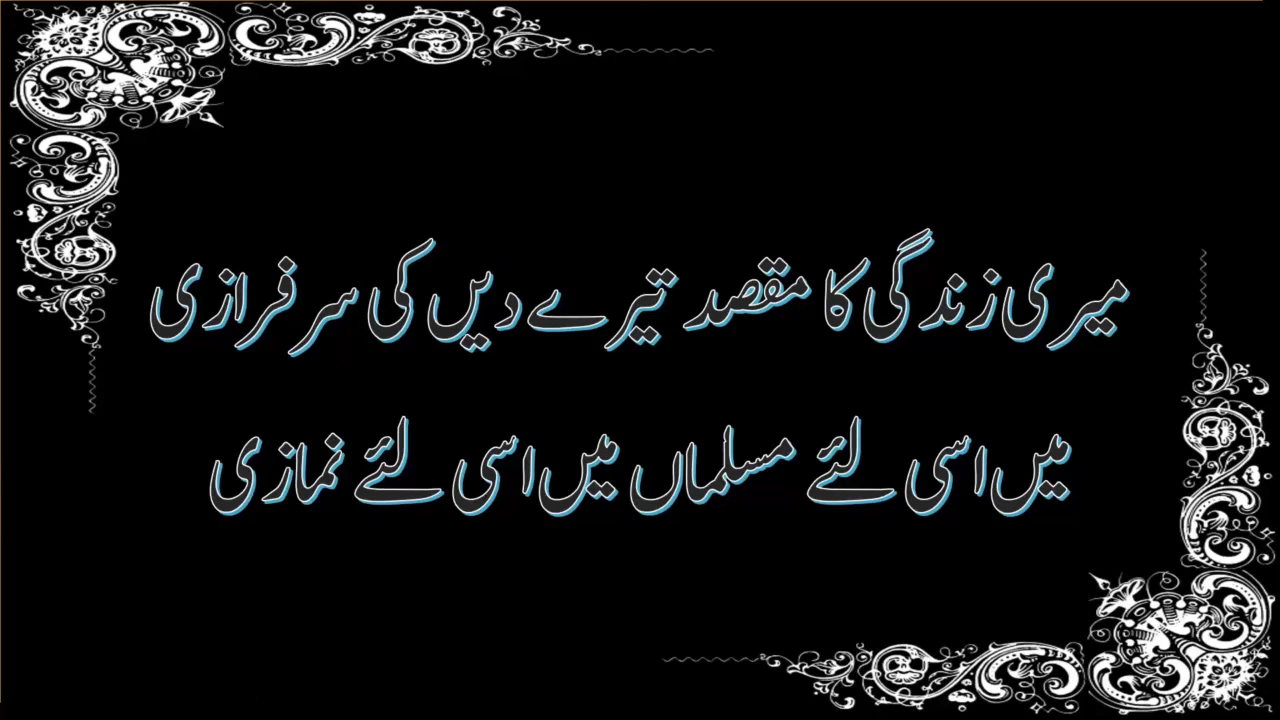 میری زندگی کا مقصد تیرے دیں کی سرفرازی
میں اسی لئے مسلماں میں اسی لئے نمازی